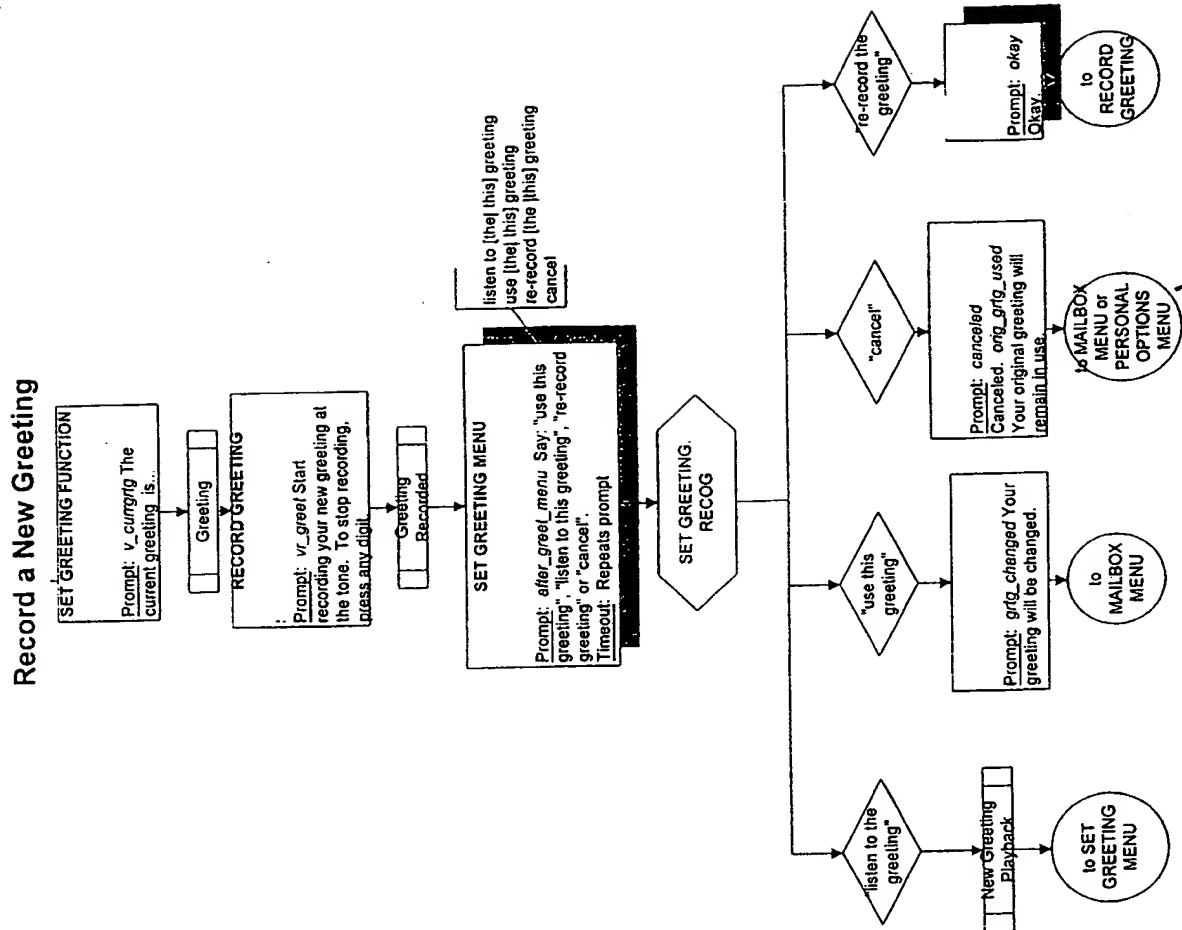 Record a New Greeting
SET GREETING FUNCTION
Prompt: v_currgrtg The
current greeting is...
Greeting
RECORD GREETING
Prompt: vr_greet Start
recording your new greeting at
the tone. To stop recording,
press any digit
Greeting
Recorded
SET GREETING MENU
Prompt: after_greet_menu Say: "use this
greeting", "listen to this greeting", "re-record
greeting" or "cancel".
Timeout: Repeats prompt
listen to [the| this] greeting
use [the| this] greeting
re-record [the |this] greeting
cancel
SET GREETING.
RECOG
"listen to the
greeting"
New Greeting
Playback
to SET
GREETING
MENU
"use this
greeting"
Prompt: grtg_changed Your
greeting will be changed.
to
MAILBOX
MENU
"cancel"
Prompt: canceled
Canceled. orig_grtg_used
Your original greeting will
remain in use
to MAILBOX
MENU or
PERSONAL
OPTIONS
MENU
"re-record the
greeting"
Prompt: okay
Okay.
to
RECORD
GREETING